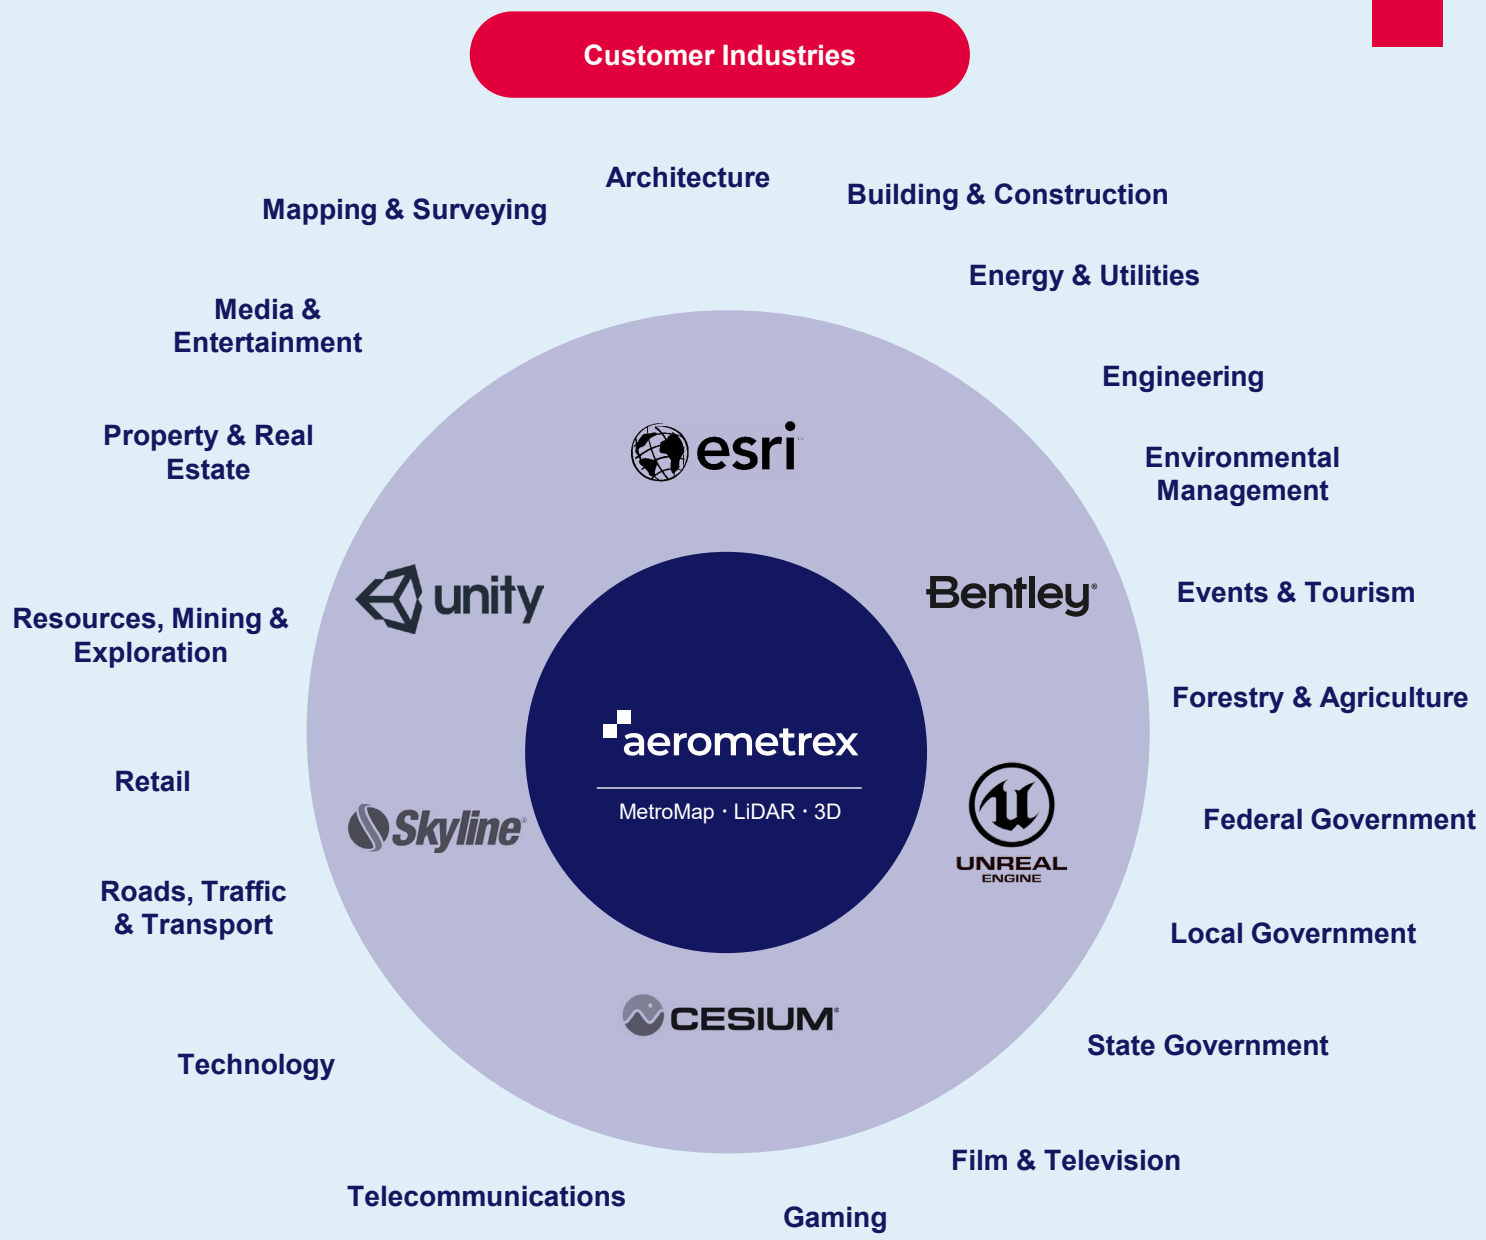 Customer Industries
Architecture
Building & Construction
Mapping & Surveying
Energy & Utilities
Media &
Entertainment
Engineering
Property & Real
Estate
esri
Environmental
Management
unity
Bentley®
Events & Tourism
Resources, Mining &
Exploration
Forestry & Agriculture
aerometrex
MetroMap · LiDAR · 3D
Retail
Skyline®
UNREAL
ENGINE
Federal Government
Roads, Traffic
& Transport
Local Government
CESIUM®
State Government
Technology
Film & Television
Telecommunications
Gaming